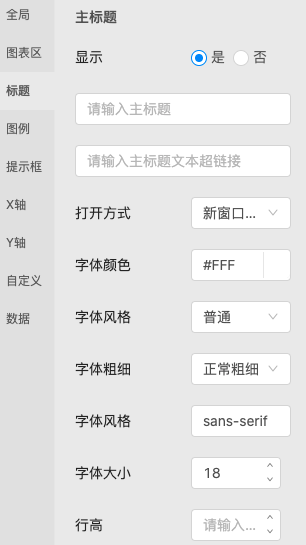 全局
图表区
标题
图例
提示框
X轴
Y轴
自定义
数据
主标题
显示 是 否
请输入主标题
请输入主标题文本超链接
打开方式 新窗口...
字体颜色 #FFF
字体风格 普通
字体粗细 正常粗细
字体风格 sans-serif
字体大小 18
行高 请输入...